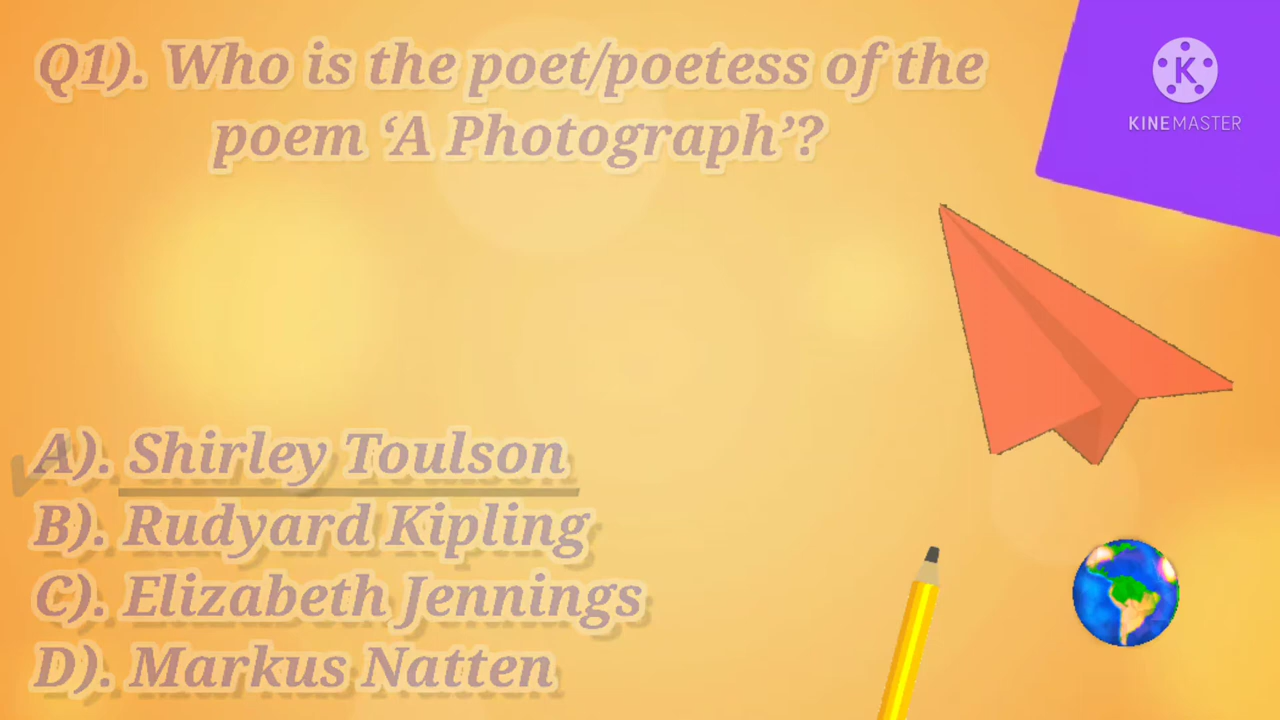 Q1). Who is the poet/poetess of the
poem ‘A Photograph’?
KINEMASTER
A). Shirley Toulson
B). Rudyard Kipling
C). Elizabeth Jennings
D). Markus Natten